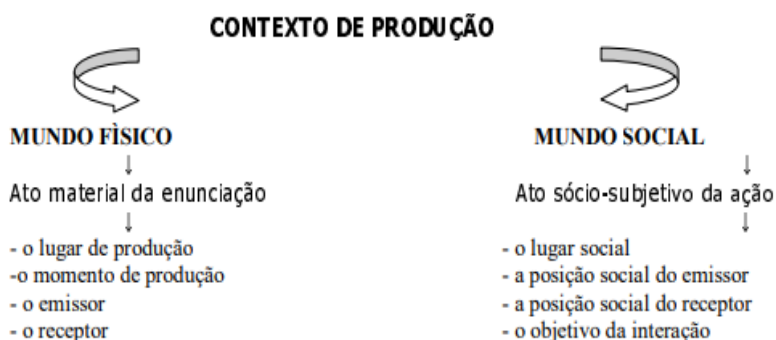 CONTEXTO DE PRODUÇÃO
MUNDO FÌSICO
Ato material da enunciação
- o lugar de produção
-o momento de produção
- o emissor
- o receptor
MUNDO SOCIAL
Ato sócio-subjetivo da ação
- o lugar social
- a posição social do emissor
- a posição social do receptor
- o objetivo da interação